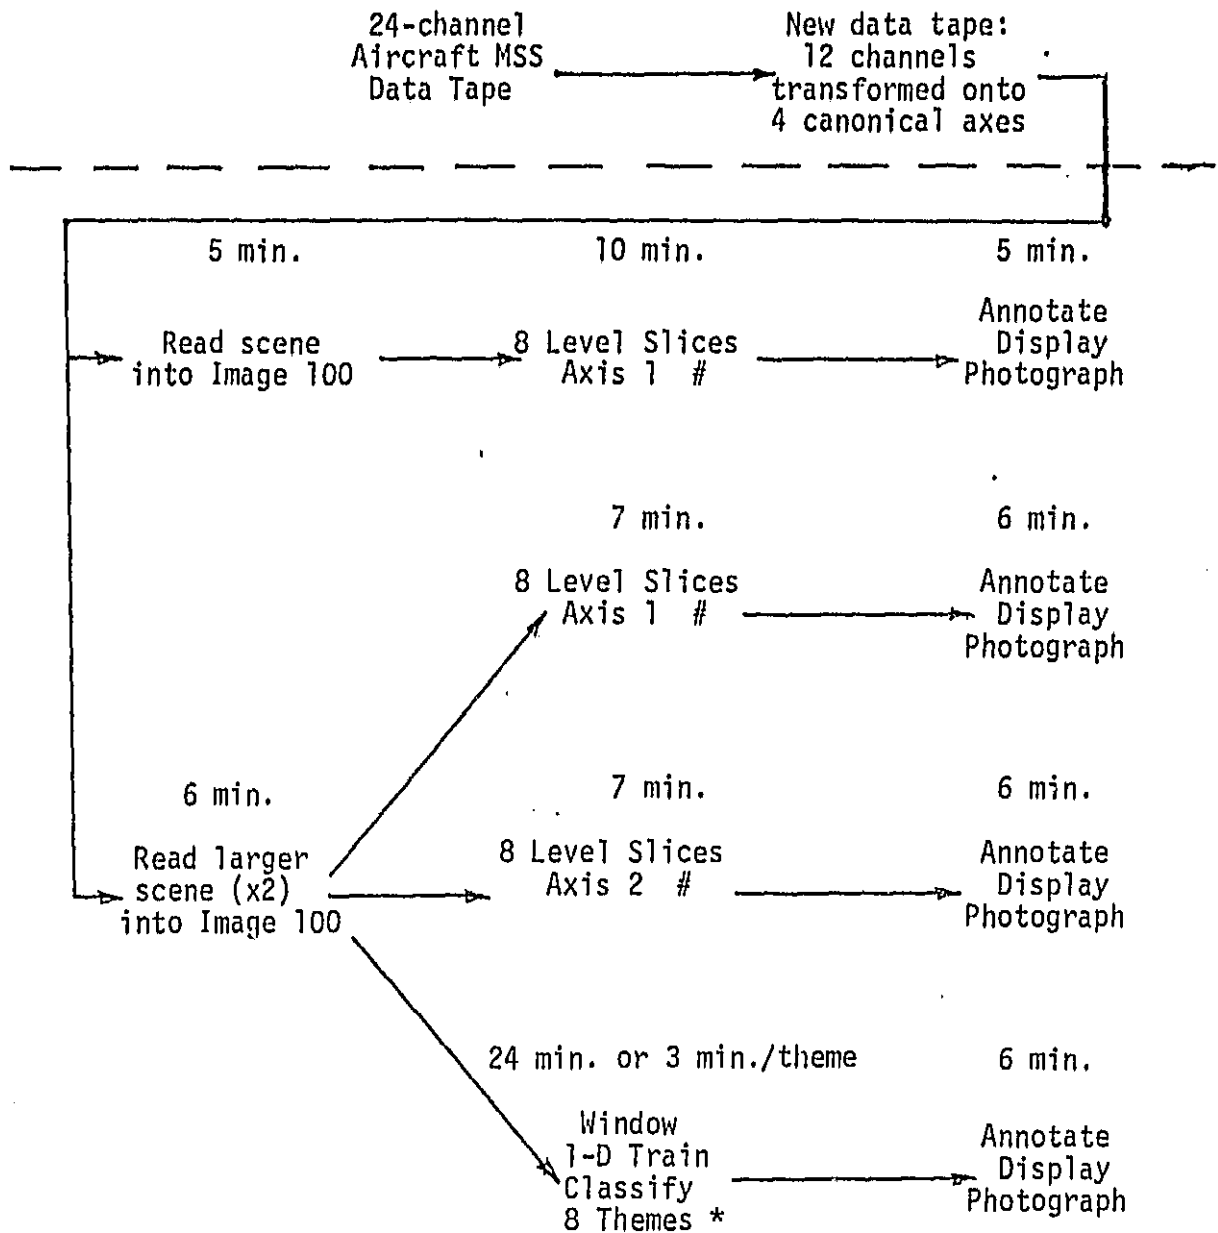 24-channel
Aircraft MSS
Data Tape
New data tape:
12 channels
transformed onto
4 canonical axes
5 min.
10 min.
5 min.
Read scene
into Image 100
8 Level Slices
Axis 1 #
Annotate
Display
Photograph
7 min.
6 min.
8 Level Slices
Axis 1 #
Annotate
Display
Photograph
6 min.
7 min.
6 min.
Read larger
scene (x2)
into Image 100
8 Level Slices
Axis 2 #
Annotate
Display
Photograph
24 min. or 3 min./theme
6 min.
Window
1-D Train
Classify
8 Themes *
Annotate
Display
Photograph